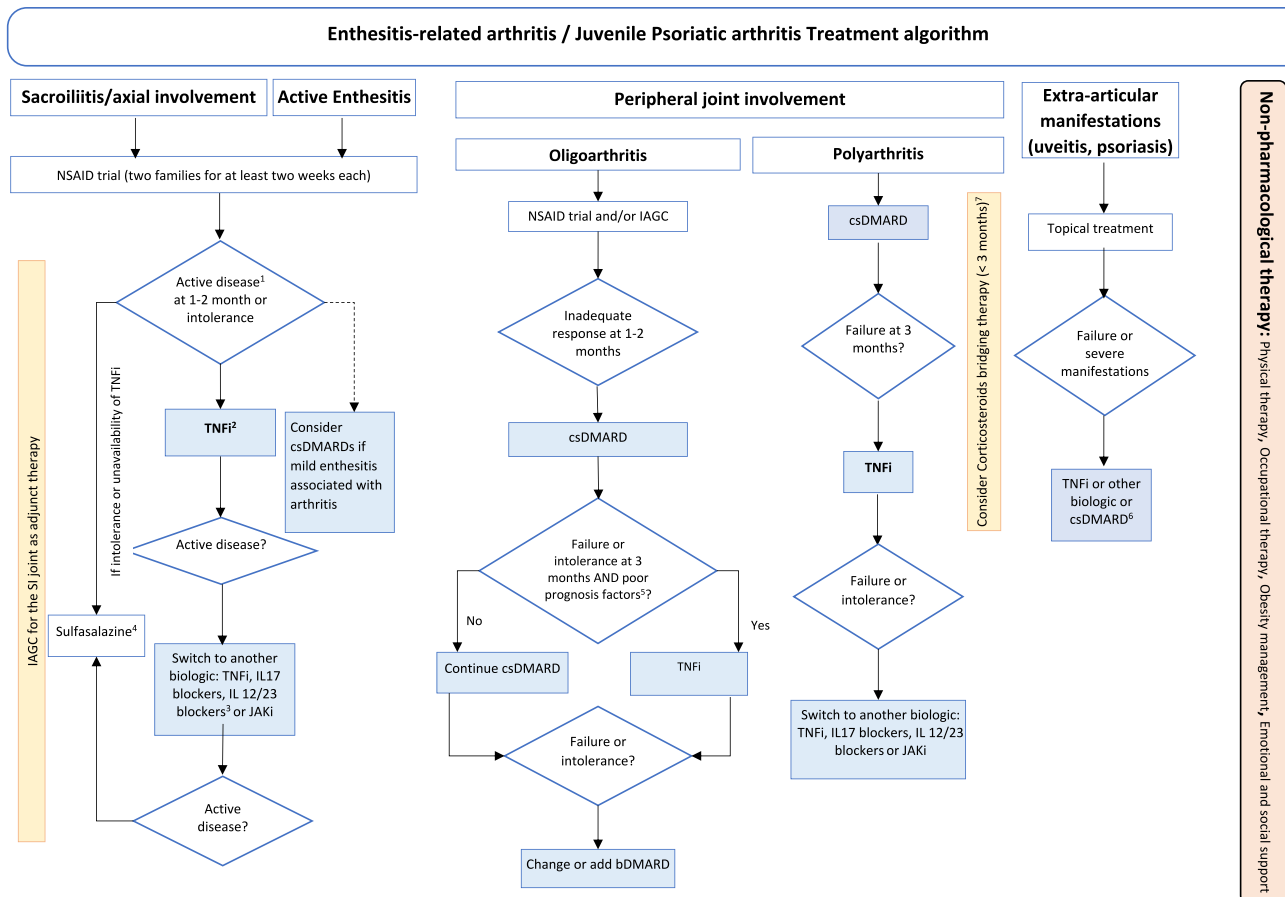 Enthesitis-related arthritis / Juvenile Psoriatic arthritis Treatment algorithm
Sacroiliitis/axial involvement
Active Enthesitis
NSAID trial (two families for at least two weeks each)
Active disease1
at 1-2 month or
intolerance
If intolerance or unavailability of TNFi
IAGC for the SI joint as adjunct therapy
TNFi2
Consider
csDMARDs if
mild enthesitis
associated with
arthritis
Active disease?
Sulfasalazine4
Switch to another
biologic: TNFi, IL17
blockers, IL 12/23
blockers3 or JAKi
Active
disease?
Peripheral joint involvement
Oligoarthritis
NSAID trial and/or IAGC
Inadequate
response at 1-2
months
csDMARD
Failure or
intolerance at 3
months AND poor
prognosis factors5?
No
Yes
Continue csDMARD
TNFi
Failure or
intolerance?
Change or add bDMARD
Polyarthritis
csDMARD
Failure at 3
months?
TNFi
Failure or
intolerance?
Switch to another biologic:
TNFi, IL17 blockers, IL 12/23
blockers or JAKi
Consider Corticosteroids bridging therapy (< 3 months)7
Extra-articular
manifestations
(uveitis, psoriasis)
Topical treatment
Failure or
severe
manifestations
TNFi or other
biologic or
csDMARD6
Non-pharmacological therapy: Physical therapy, Occupational therapy, Obesity management, Emotional and social support